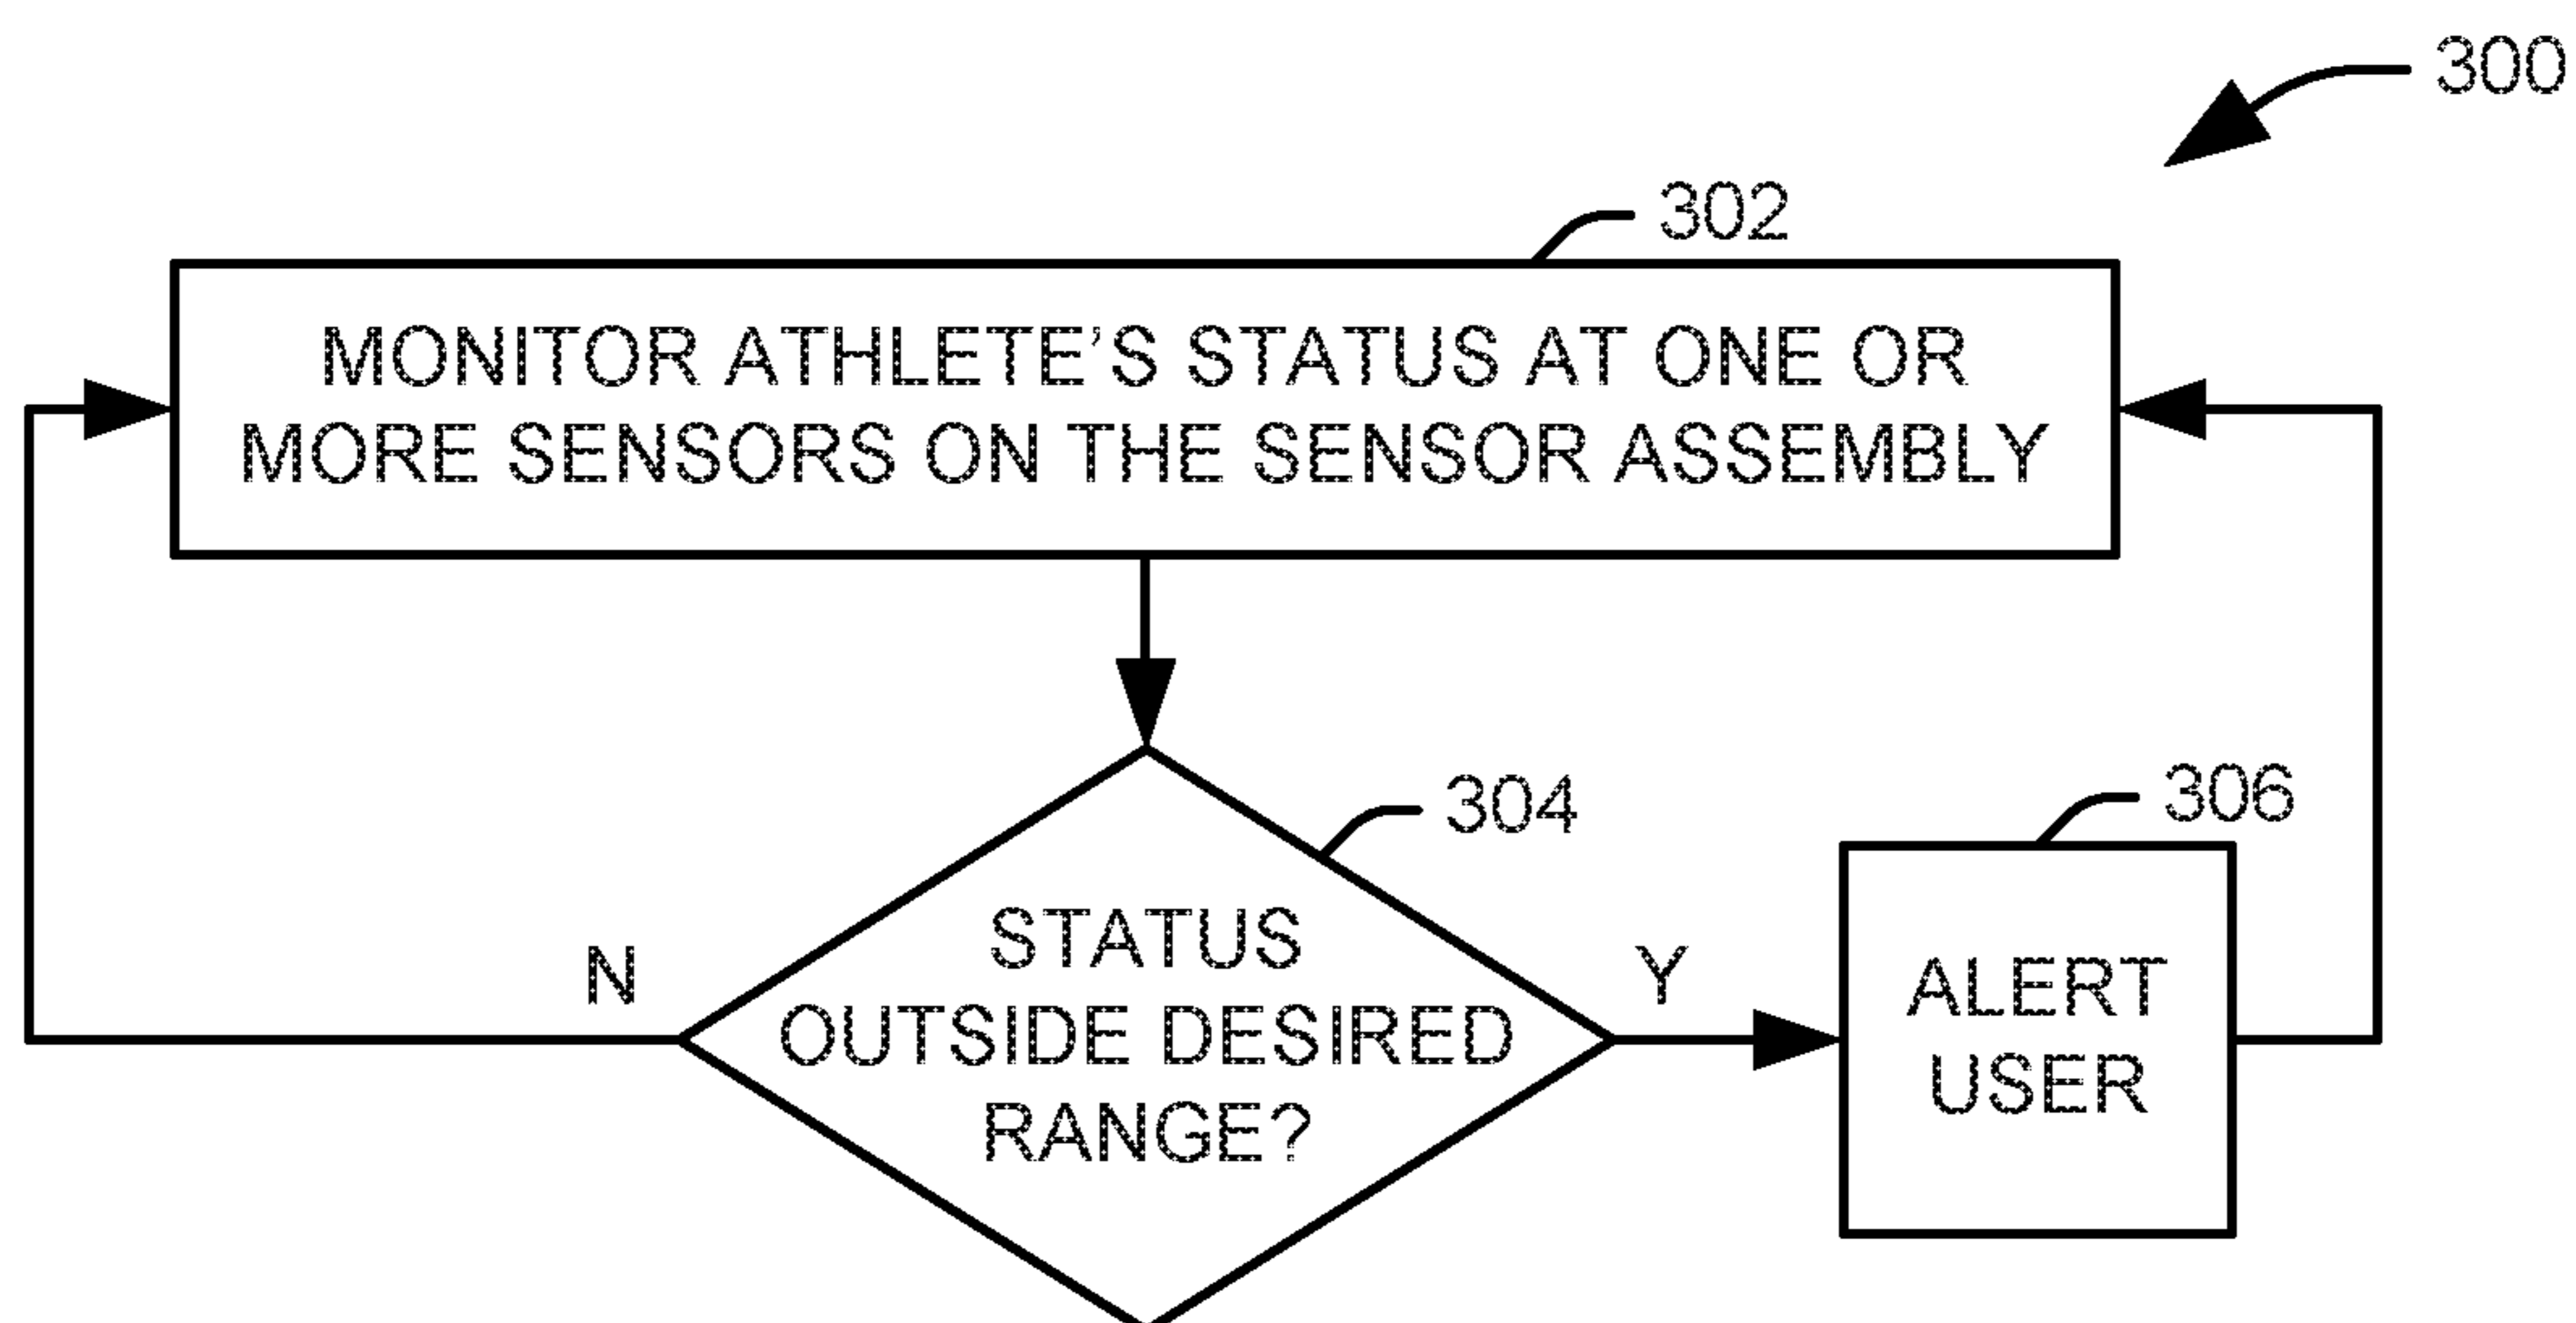 300
302
MONITOR ATHLETE'S STATUS AT ONE OR
MORE SENSORS ON THE SENSOR ASSEMBLY
304
306
STATUS
OUTSIDE DESIRED
RANGE?
N
Y
ALERT
USER